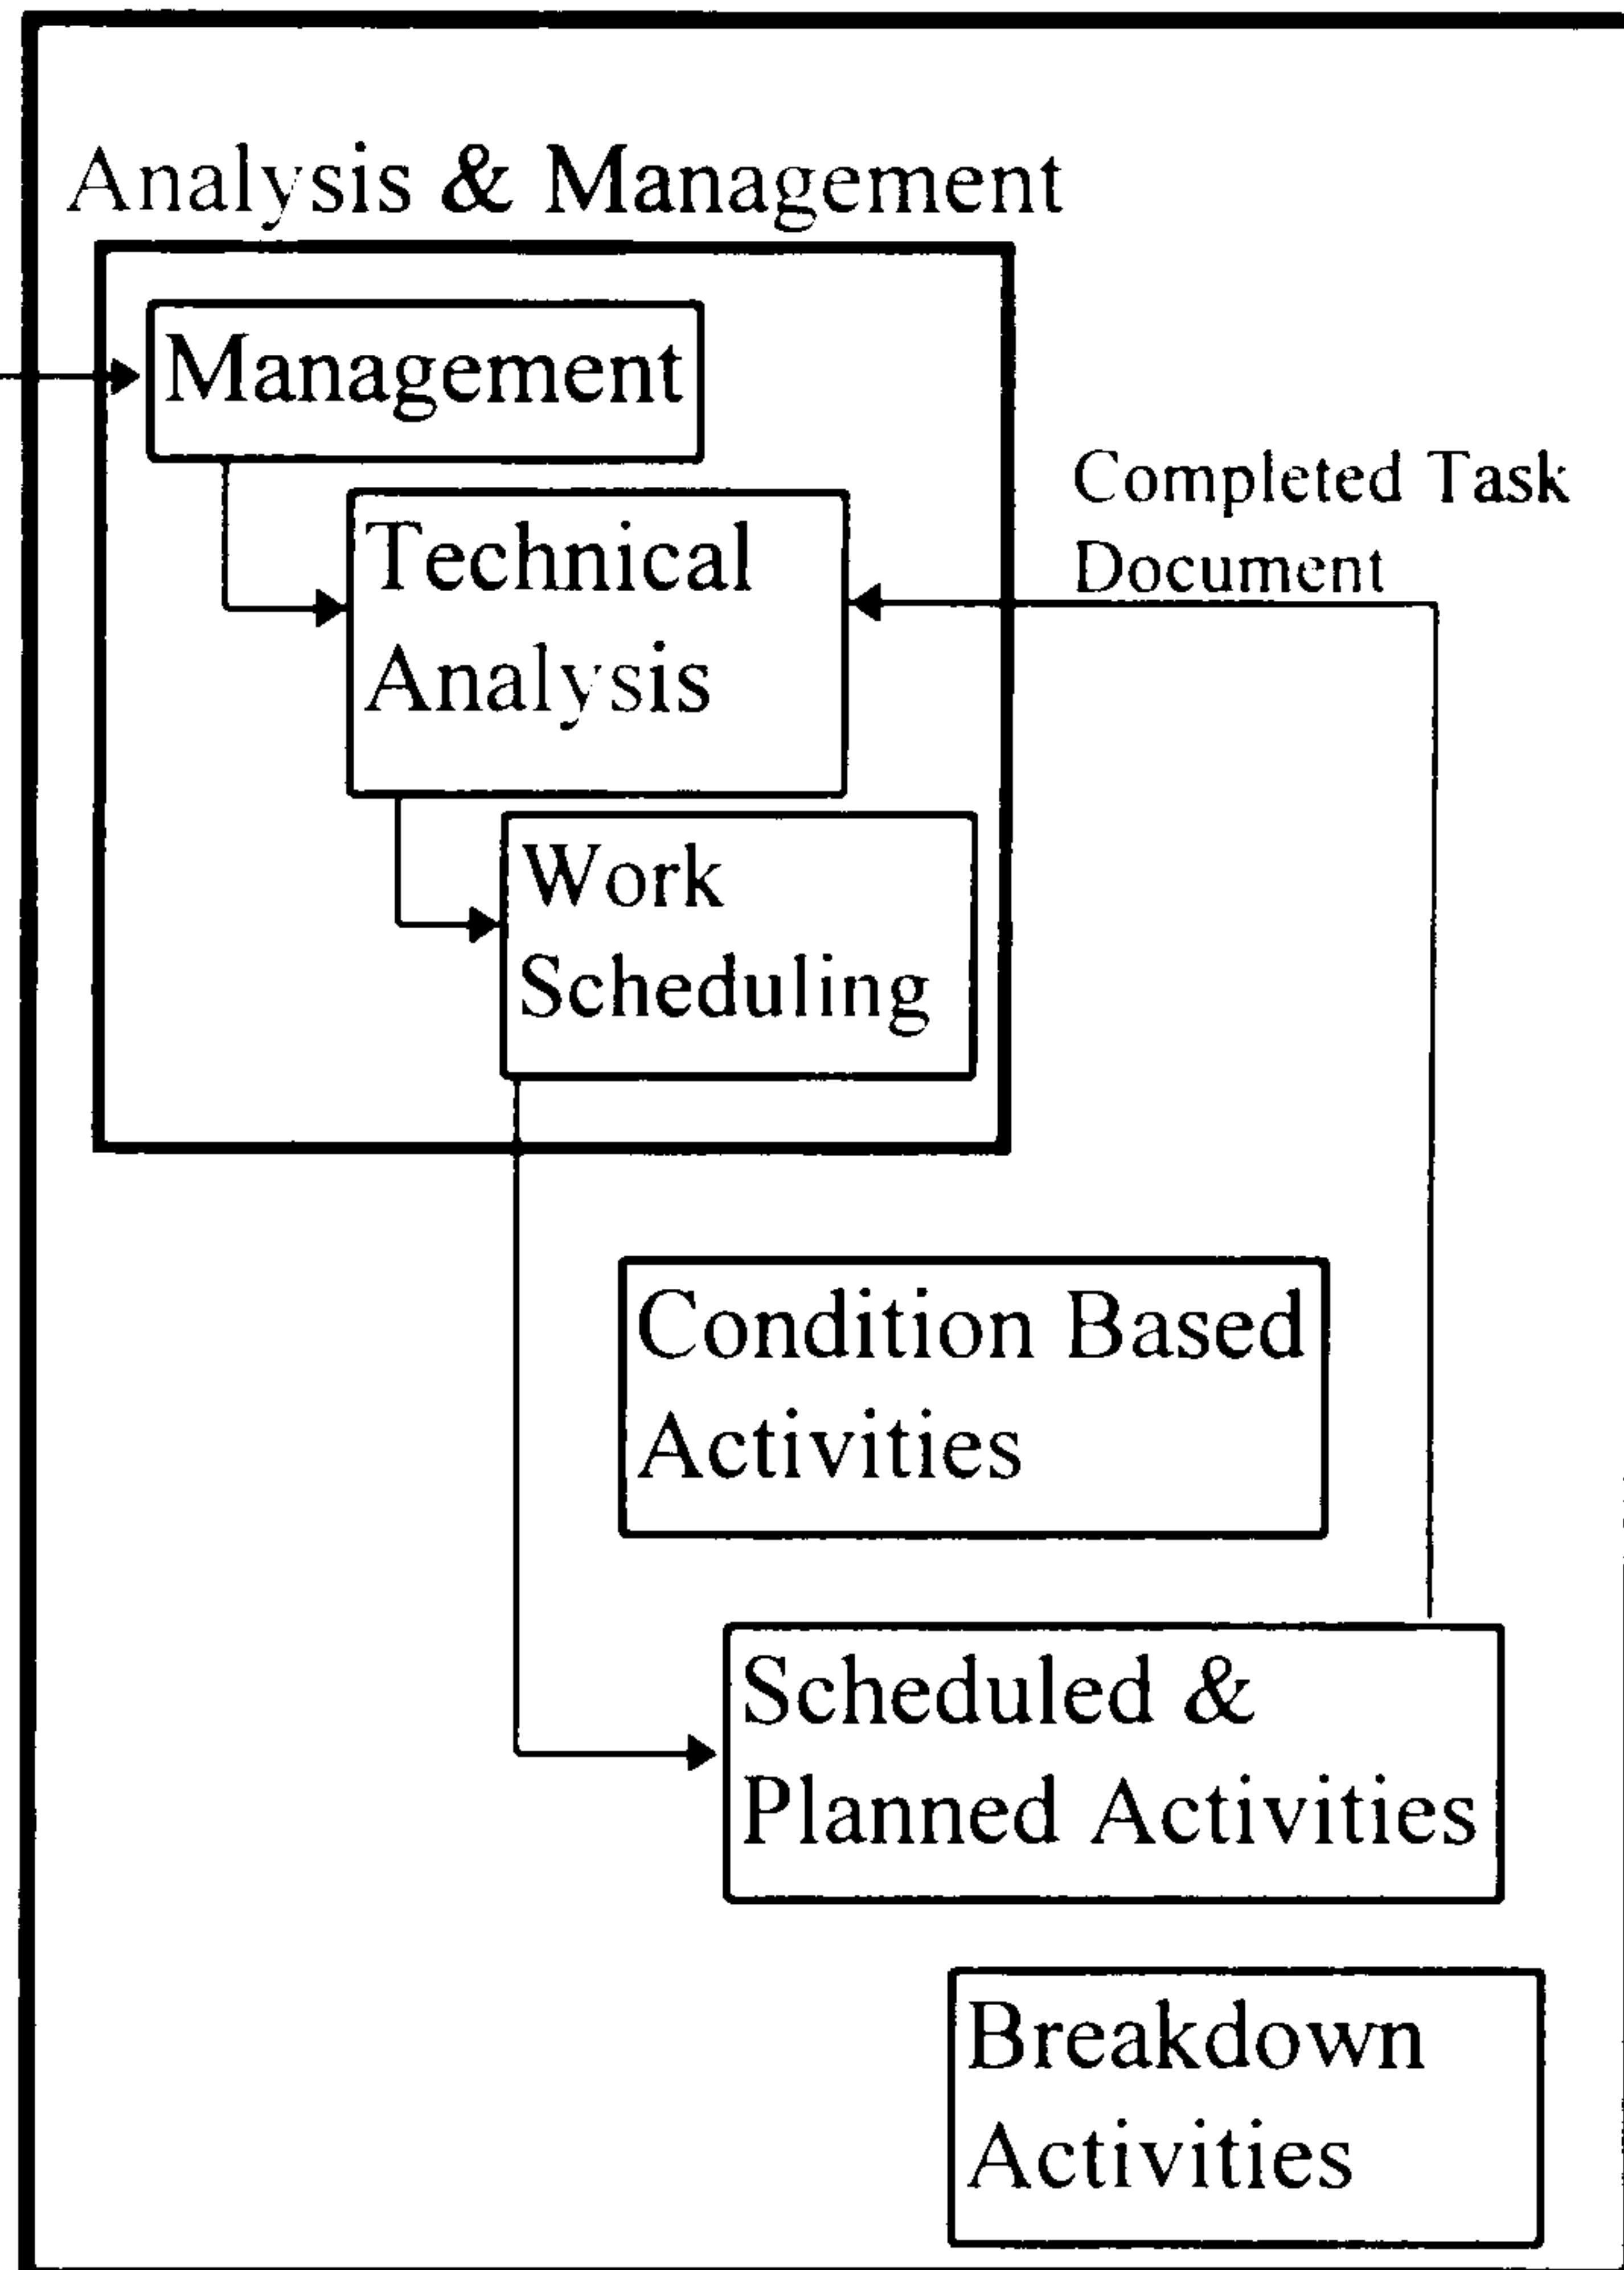 Analysis & Management
Management
Completed Task
Document
Technical
Analysis
Work
Scheduling
Condition Based
Activities
Scheduled &
Planned Activities
Breakdown
Activities